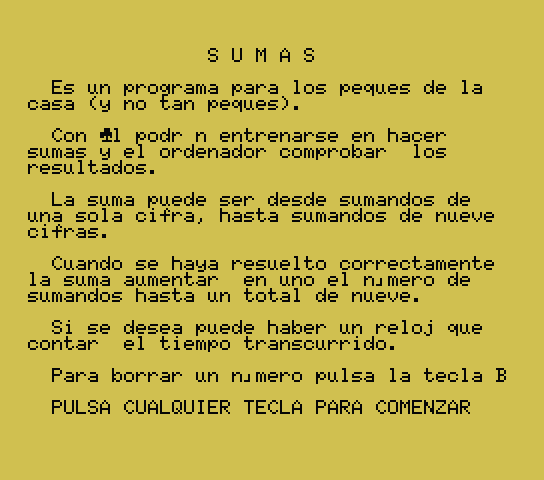 S U M A S
Es un programa para los peques de la
casa (y no tan peques).
Con ♣l podr n entrenarse en hacer
sumas y el ordenador comprobar  los
resultados.
La suma puede ser desde sumandos de
una sola cifra, hasta sumandos de nueve
cifras.
Cuando se haya resuelto correctamente
la suma aumentar  en uno el n┘mero de
sumandos hasta un total de nueve.
Si se desea puede haber un reloj que
contar  el tiempo transcurrido.
Para borrar un n┘mero pulsa la tecla B
PULSA CUALQUIER TECLA PARA COMENZAR